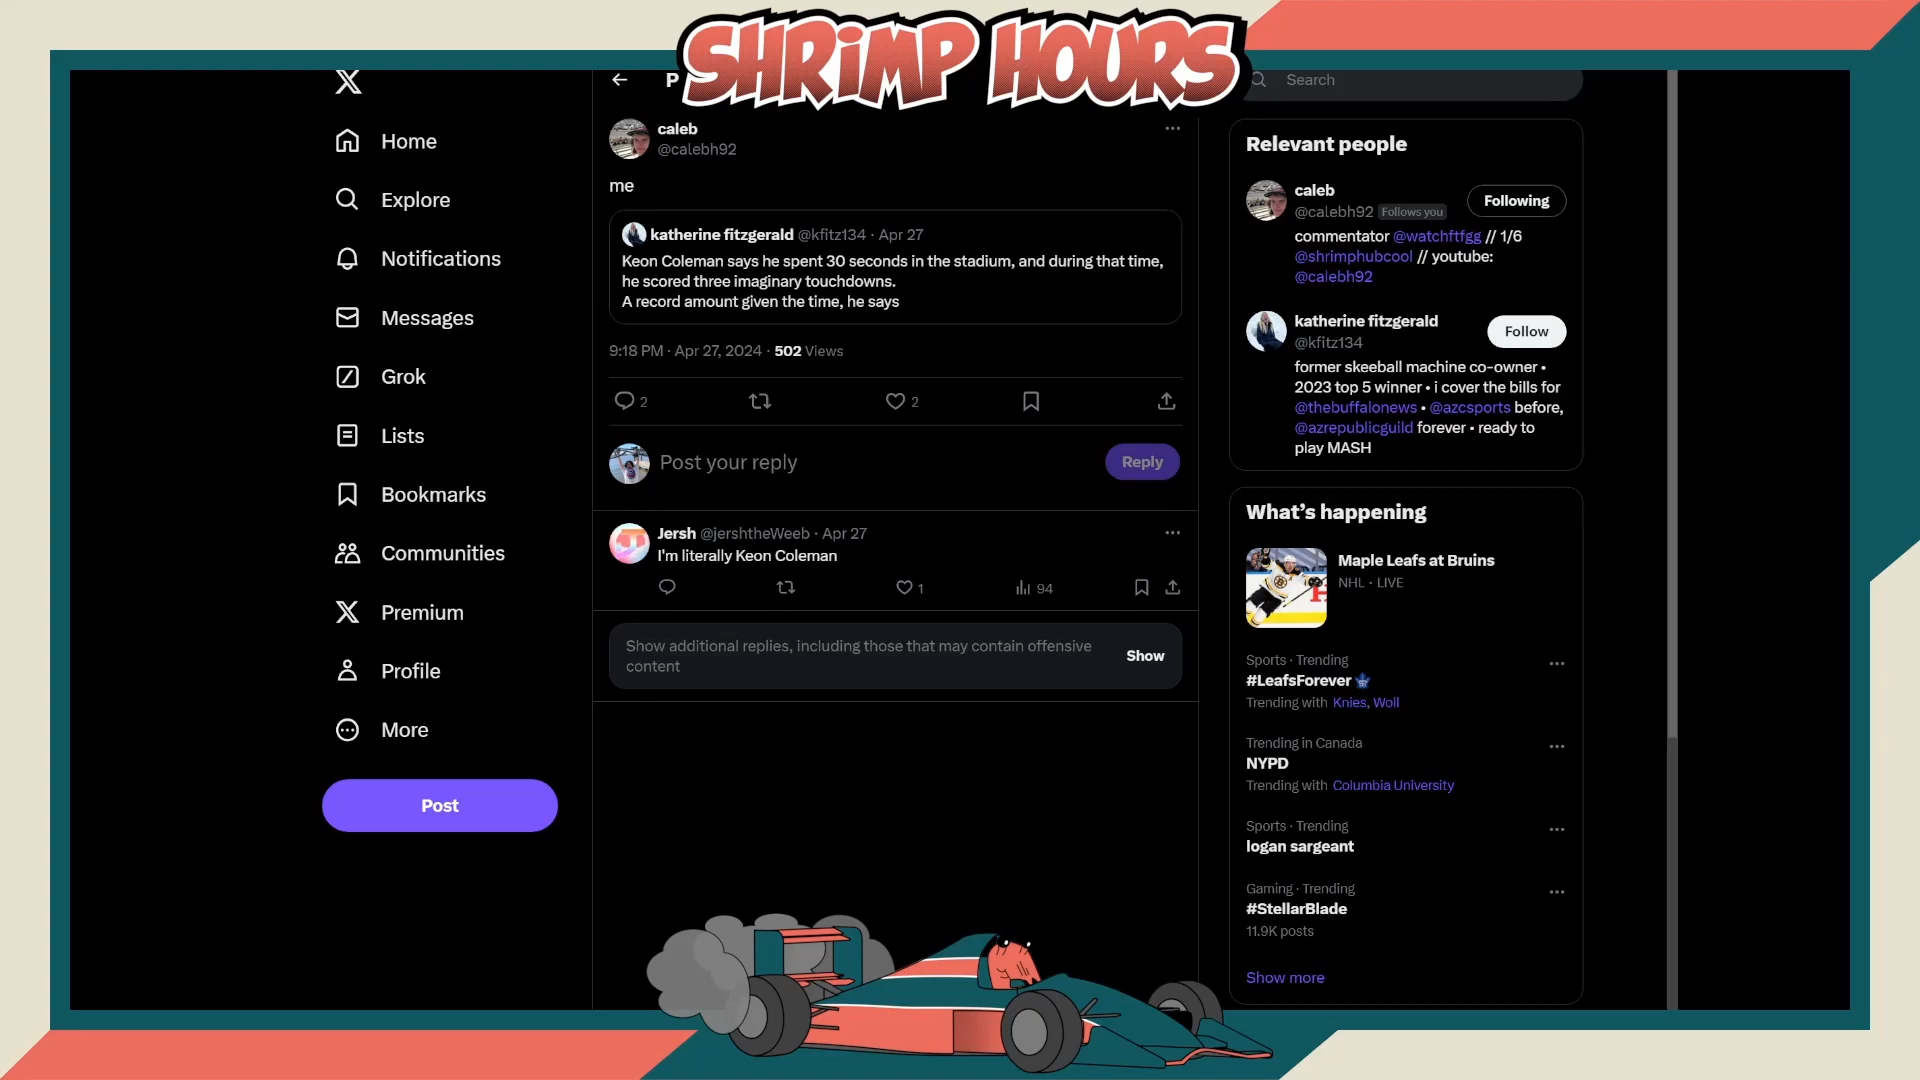 SHRiMP HOURS
P
Search
Home
Explore
Notifications
Messages
Grok
Lists
Bookmarks
Communities
Premium
Profile
More
Post
caleb
@calebh92
me
katherine fitzgerald @kfitz134 · Apr 27
Keon Coleman says he spent 30 seconds in the stadium, and during that time,
he scored three imaginary touchdowns.
A record amount given the time, he says
9:18 PM · Apr 27, 2024 · 502 Views
2
2
Post your reply
Reply
Jersh @jershtheWeeb · Apr 27
I'm literally Keon Coleman
1
94
Show additional replies, including those that may contain offensive
content
Show
Relevant people
caleb
@calebh92 Follows you
Following
commentator @watchftfgg // 1/6
@shrimphubcool // youtube:
@calebh92
katherine fitzgerald
@kfitz134
Follow
former skeeball machine co-owner •
2023 top 5 winner • i cover the bills for
@thebuffalonews • @azcsports before,
@azrepublicguild forever • ready to
play MASH
What’s happening
Maple Leafs at Bruins
NHL · LIVE
Sports · Trending
#LeafsForever
Trending with Knies, Woll
Trending in Canada
NYPD
Trending with Columbia University
Sports · Trending
logan sargeant
Gaming · Trending
#StellarBlade
11.9K posts
Show more